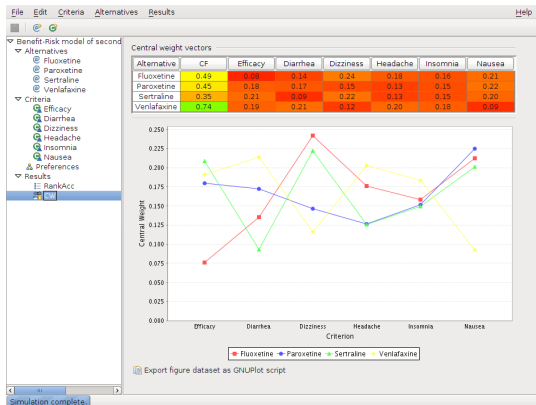 File Edit Criteria Alternatives Results Help
Benefit-Risk model of second
Alternatives
Fluoxetine
Paroxetine
Sertraline
Venlafaxine
Criteria
Efficacy
Diarrhea
Dizziness
Headache
Insomnia
Nausea
Preferences
Results
RankAcc
CW
Central weight vectors
Alternative CF Efficacy Diarrhea Dizziness Headache Insomnia Nausea
Fluoxetine 0.49 0.08 0.14 0.24 0.18 0.16 0.21
Paroxetine 0.45 0.18 0.17 0.15 0.13 0.15 0.22
Sertraline 0.35 0.21 0.09 0.22 0.13 0.15 0.20
Venlafaxine 0.74 0.19 0.21 0.12 0.20 0.18 0.09
Central Weight
0.250
0.225
0.200
0.175
0.150
0.125
0.100
0.075
0.050
0.025
0.000
Efficacy Diarrhea Dizziness Headache Insomnia Nausea
Criterion
Fluoxetine Paroxetine Sertraline Venlafaxine
Export figure dataset as GNUPlot script
Simulation complete.